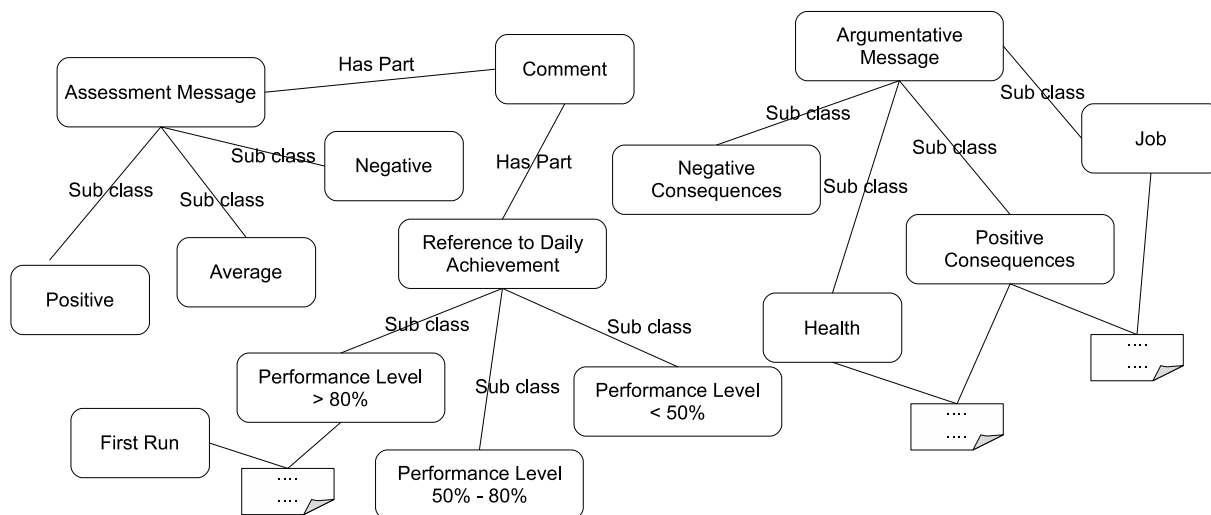 Argumentative
Message
Has Part
Comment
Assessment Message
Sub class
Sub class
Job
Negative
Sub class
Has Part
Negative
Consequences
Sub class
Sub class
Sub class
Sub class
Reference to Daily
Achievement
Positive
Consequences
Average
Positive
Sub class
Sub class
Health
....
....
Performance Level
> 80%
Sub class
Performance Level
< 50%
....
....
First Run
....
....
Performance Level
50% - 80%